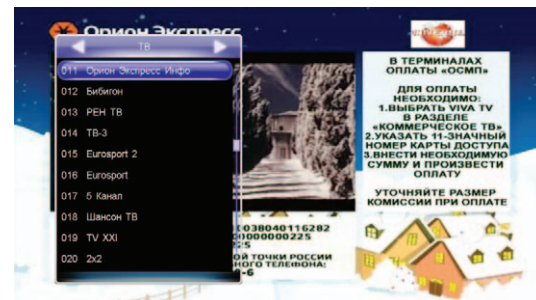 Орион Экспресс
ТВ
011 Орион Экспресс Инфо
012 Бибигон
013 РЕН ТВ
014 ТВ-3
015 Eurosport 2
016 Eurosport
017 5 Канал
018 Шансон ТВ
019 TV XXI
020 2x2
В ТЕРМИНАЛАХ
ОПЛАТЫ «ОСМП»
ДЛЯ ОПЛАТЫ
НЕОБХОДИМО:
1.ВЫБРАТЬ VIVA TV
В РАЗДЕЛЕ
«КОММЕРЧЕСКОЕ ТВ»
2.УКАЗАТЬ 11-ЗНАЧНЫЙ
НОМЕР КАРТЫ ДОСТУПА
3.ВНЕСТИ НЕОБХОДИМУЮ
СУММУ И ПРОИЗВЕСТИ
ОПЛАТУ
УТОЧНЯЙТЕ РАЗМЕР
КОМИССИИ ПРИ ОПЛАТЕ
0038040116282
0000000225
ОЙ ТОЧКИ РОССИИ
НОГО ТЕЛЕФОНА: